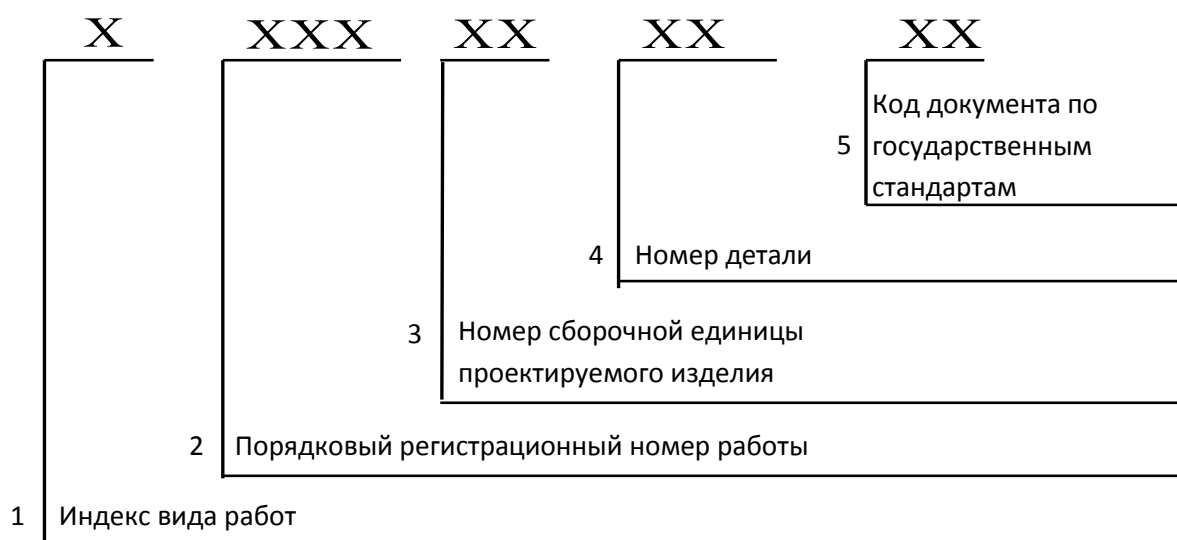 X XXX XX XX XX
Код документа по
5 государственным
стандартам
4 Номер детали
3 Номер сборочной единицы
проектируемого изделия
2 Порядковый регистрационный номер работы
1 Индекс вида работ